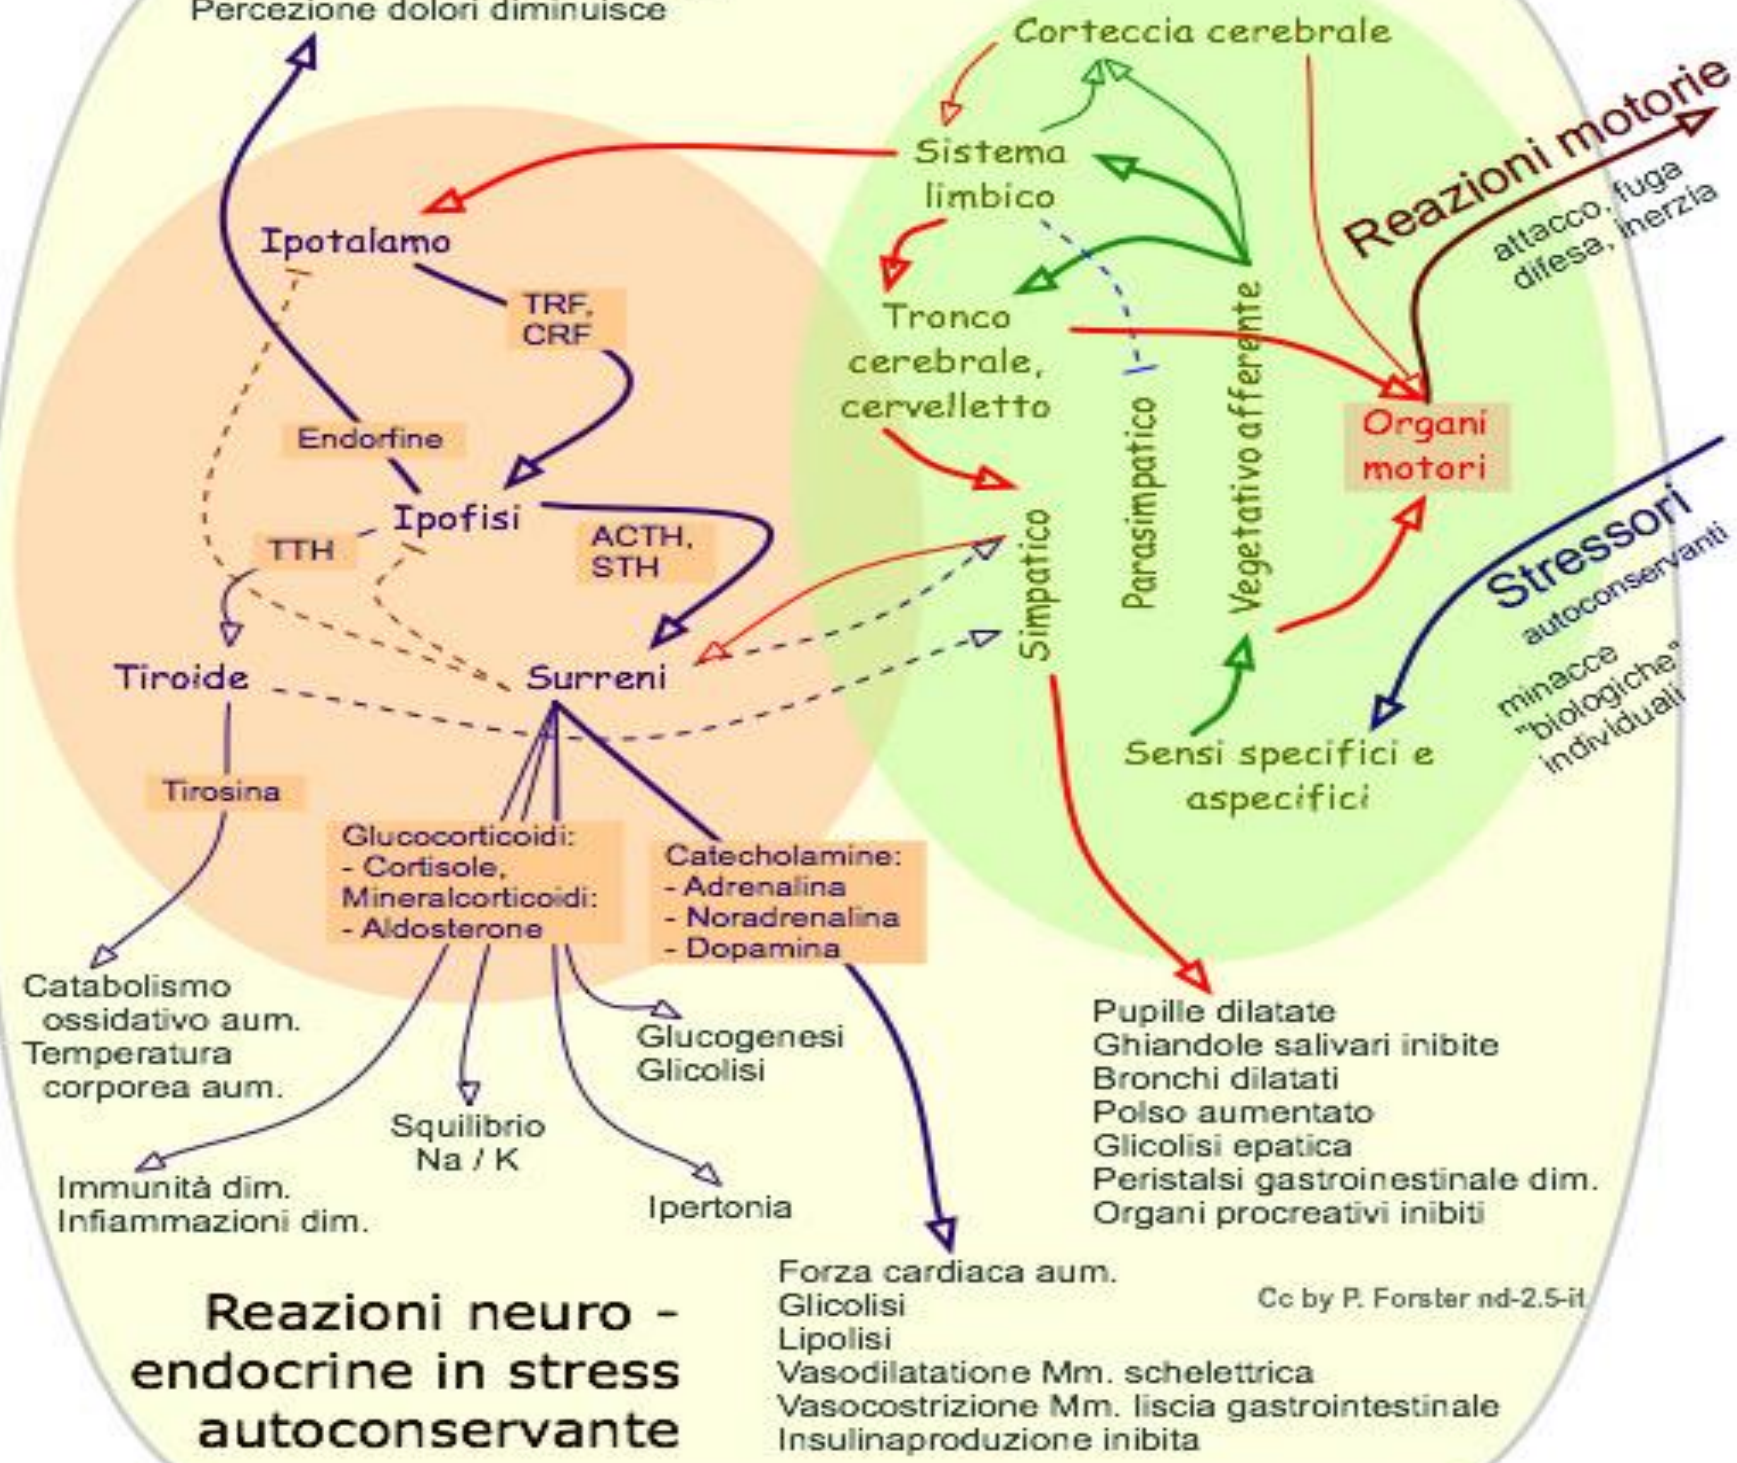 Percezione dolori diminuisce
Corteccia cerebrale
Sistema
limbico
Ipotalamo
TRF,
CRF
Tronco
cerebrale,
cervelletto
Endorfine
Ipofisi
TTH
ACTH,
STH
Simpatico
Parasimpatico
Vegetativo afferente
Organi
motori
Reazioni motorie
attacco, fuga
difesa, inerzia
Stressori
autoconservanti
minacce
"biologiche"
individuali
Tiroide
Surreni
Sensi specifici e
aspecifici
Tirosina
Glucocorticoidi:
- Cortisole,
Mineralcorticoidi:
- Aldosterone
Catecholamine:
- Adrenalina
- Noradrenalina
- Dopamina
Catabolismo
ossidativo aum.
Temperatura
corporea aum.
Glucogenesi
Glicolisi
Squilibrio
Na / K
Immunità dim.
Infiammazioni dim.
Ipertonia
Pupille dilatate
Ghiandole salivari inibite
Bronchi dilatati
Polso aumentato
Glicolisi epatica
Peristalsi gastroinestinale dim.
Organi procreativi inibiti
Forza cardiaca aum.
Glicolisi
Lipolisi
Vasodilatatione Mm. schelettrica
Vasocostrizione Mm. liscia gastrointestinale
Insulinaproduzione inibita
Cc by P. Forster nd-2.5-it
Reazioni neuro -
endocrine in stress
autoconservante